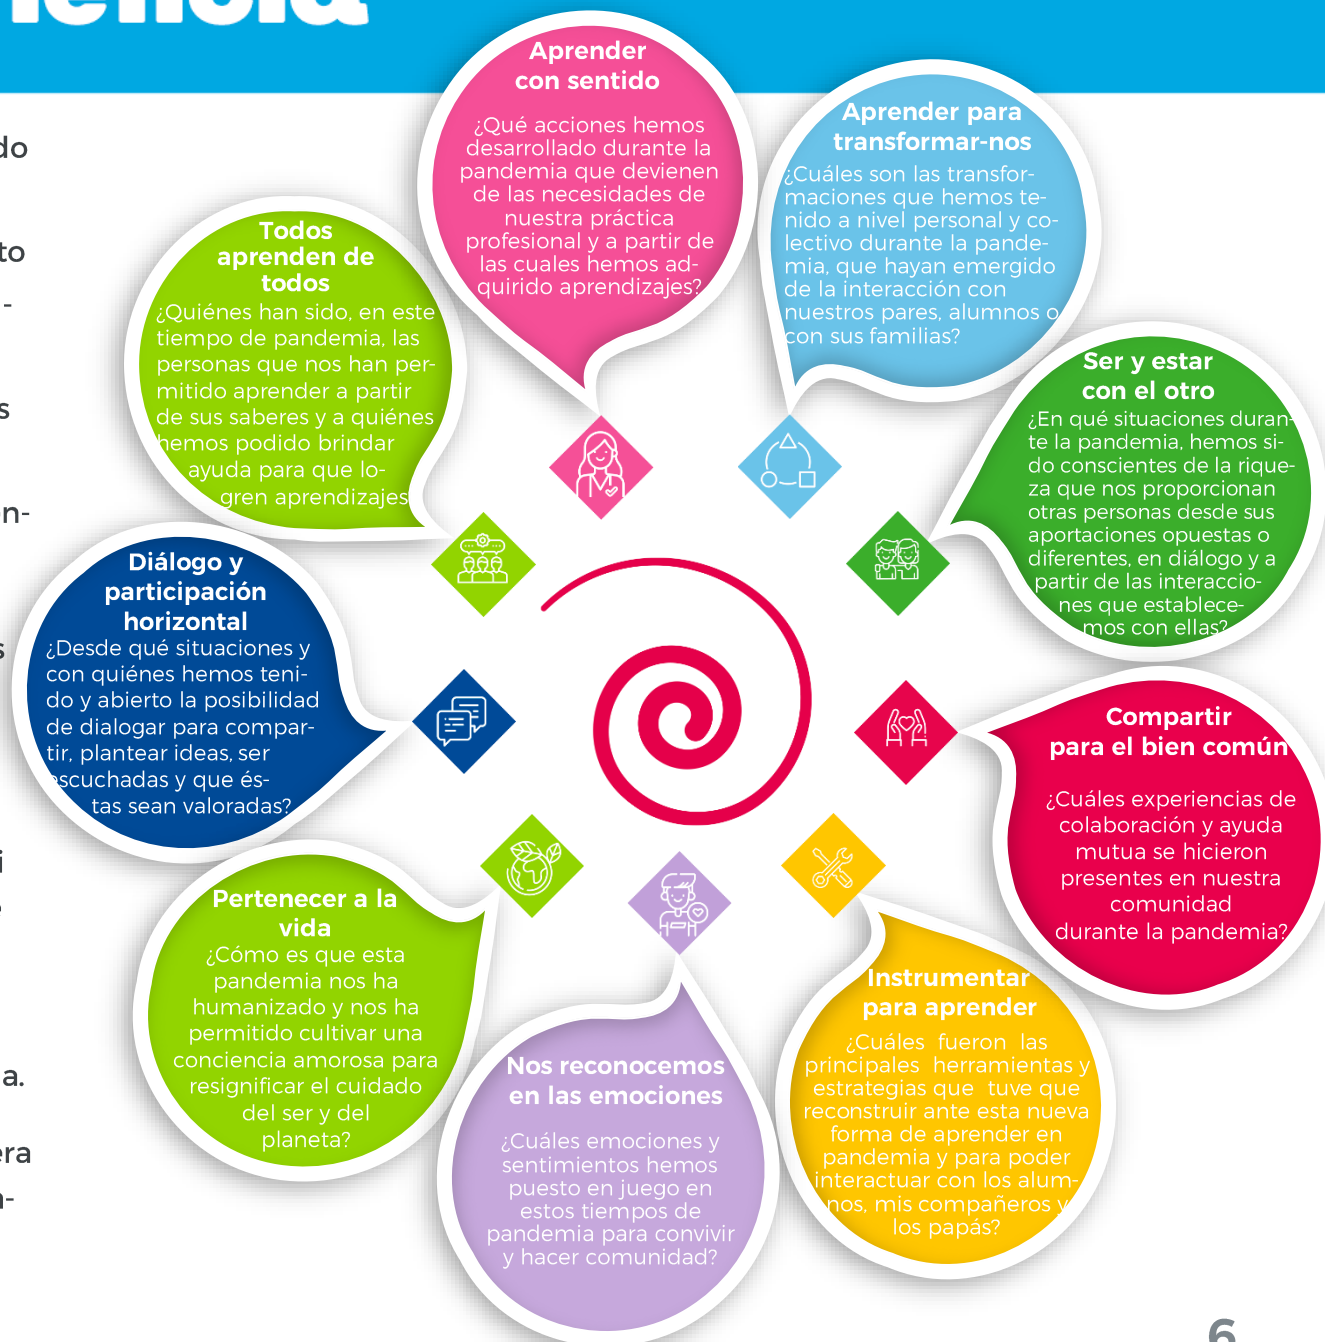 Aprender
con sentido
¿Qué acciones hemos
desarrollado durante la
pandemia que devienen
de las necesidades de
nuestra práctica
profesional y a partir de
las cuales hemos ad-
quirido aprendizajes?
Aprender para
transformar-nos
¿Cuáles son las transfor-
maciones que hemos te-
nido a nivel personal y co-
lectivo durante la pande-
mia, que hayan emergido
de la interacción con
nuestros pares, alumnos o
con sus familias?
Todos
aprenden de
todos
¿Quiénes han sido, en este
tiempo de pandemia, las
personas que nos han per-
mitido aprender a partir
de sus saberes y a quiénes
hemos podido brindar
ayuda para que lo-
gren aprendizajes
Ser y estar
con el otro
¿En qué situaciones duran-
te la pandemia, hemos si-
do conscientes de la rique-
za que nos proporcionan
otras personas desde sus
aportaciones opuestas o
diferentes, en diálogo y a
partir de las interaccio-
nes que establece-
mos con ellas?
Diálogo y
participación
horizontal
¿Desde qué situaciones y
con quiénes hemos teni-
do y abierto la posibilidad
de dialogar para compar-
tir, plantear ideas, ser
escuchadas y que és-
tas sean valoradas?
Compartir
para el bien común
¿Cuáles experiencias de
colaboración y ayuda
mutua se hicieron
presentes en nuestra
comunidad
durante la pandemia?
Pertenecer a la
vida
¿Cómo es que esta
pandemia nos ha
humanizado y nos ha
permitido cultivar una
conciencia amorosa para
resignificar el cuidado
del ser y del
planeta?
Nos reconocemos
en las emociones
¿Cuáles emociones y
sentimientos hemos
puesto en juego en
estos tiempos de
pandemia para convivir
y hacer comunidad?
Instrumentar
para aprender
¿Cuáles fueron las
principales herramientas y
estrategias que tuve que
reconstruir ante esta nueva
forma de aprender en
pandemia y para poder
interactuar con los alum-
nos, mis compañeros y
los papás?
6